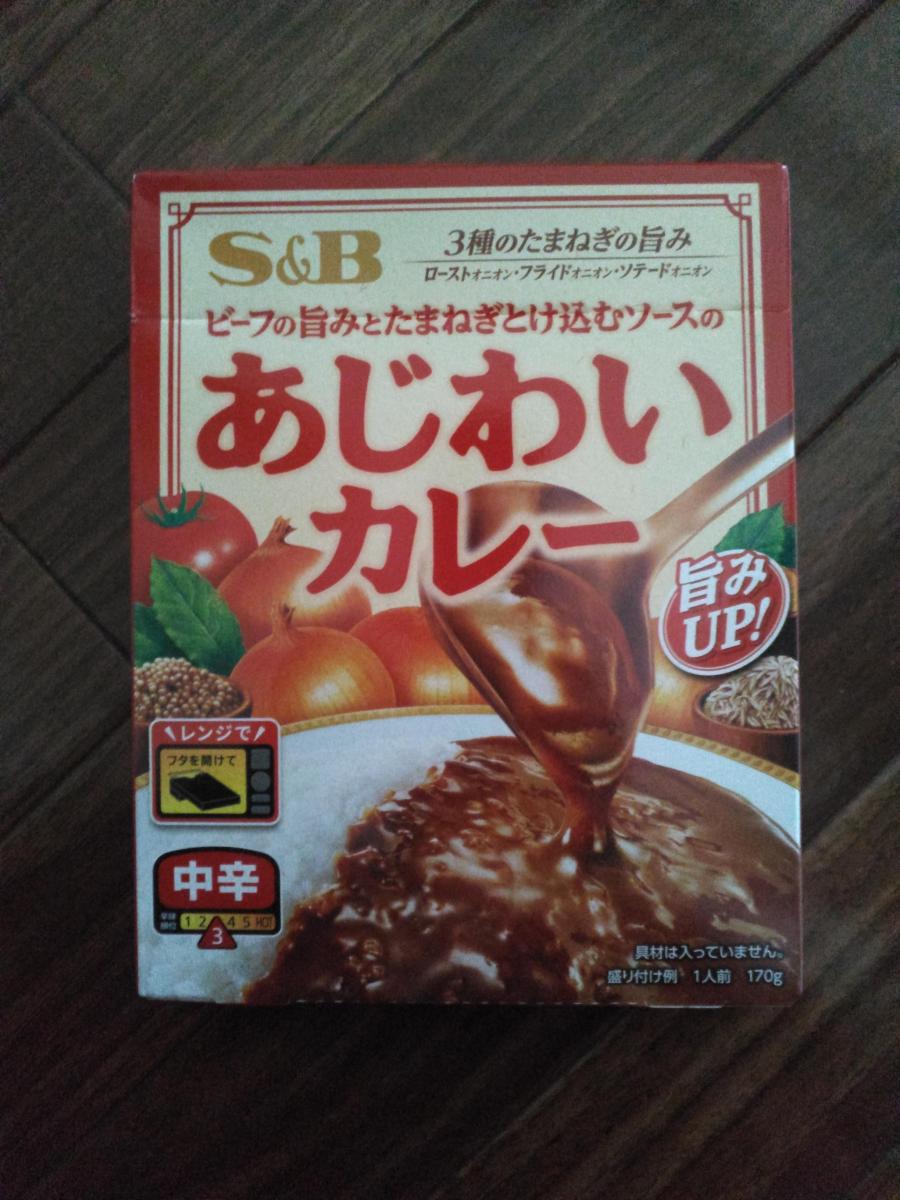 S&B
3種のたまねぎの旨み
ローストオニオン・フライドオニオン・ソテードオニオン
ビーフの旨みとたまねぎとけ込むソースの
あじわい
カレー
旨み
UP!
レンジで!
フタを開けて
中辛
辛味
順位
1 2 4 5 HOT
3
具材は入っていません。
盛り付け例 1人前 170g